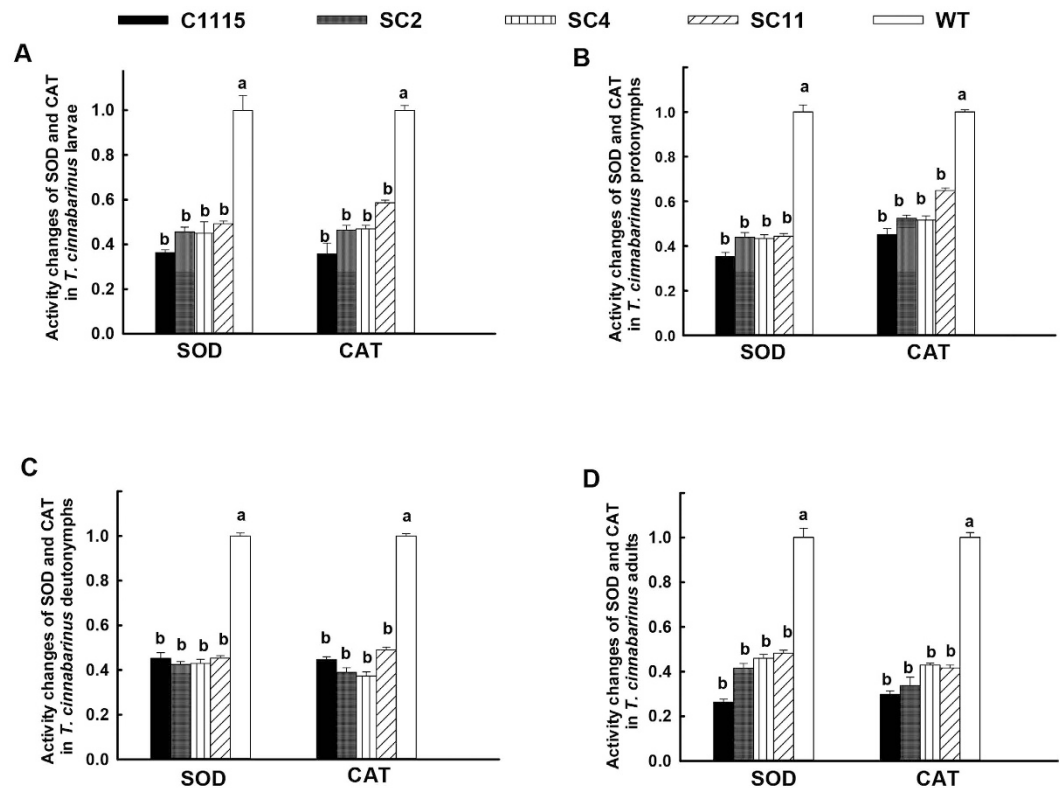 C1115 SC2 SC4 SC11 WT
A
Activity changes of SOD and CAT
in T. cinnabarinus larvae
1.0
0.8
0.6
0.4
0.2
0.0
b b b b a
b b b b a
SOD CAT
B
Activity changes of SOD and CAT
in T. cinnabarinus protonymphs
1.0
0.8
0.6
0.4
0.2
0.0
b b b b a
b b b b a
SOD CAT
C
Activity changes of SOD and CAT
in T. cinnabarinus deutonymphs
1.0
0.8
0.6
0.4
0.2
0.0
b b b b a
b b b b a
SOD CAT
D
Activity changes of SOD and CAT
in T. cinnabarinus adults
1.0
0.8
0.6
0.4
0.2
0.0
b b b b a
b b b b a
SOD CAT